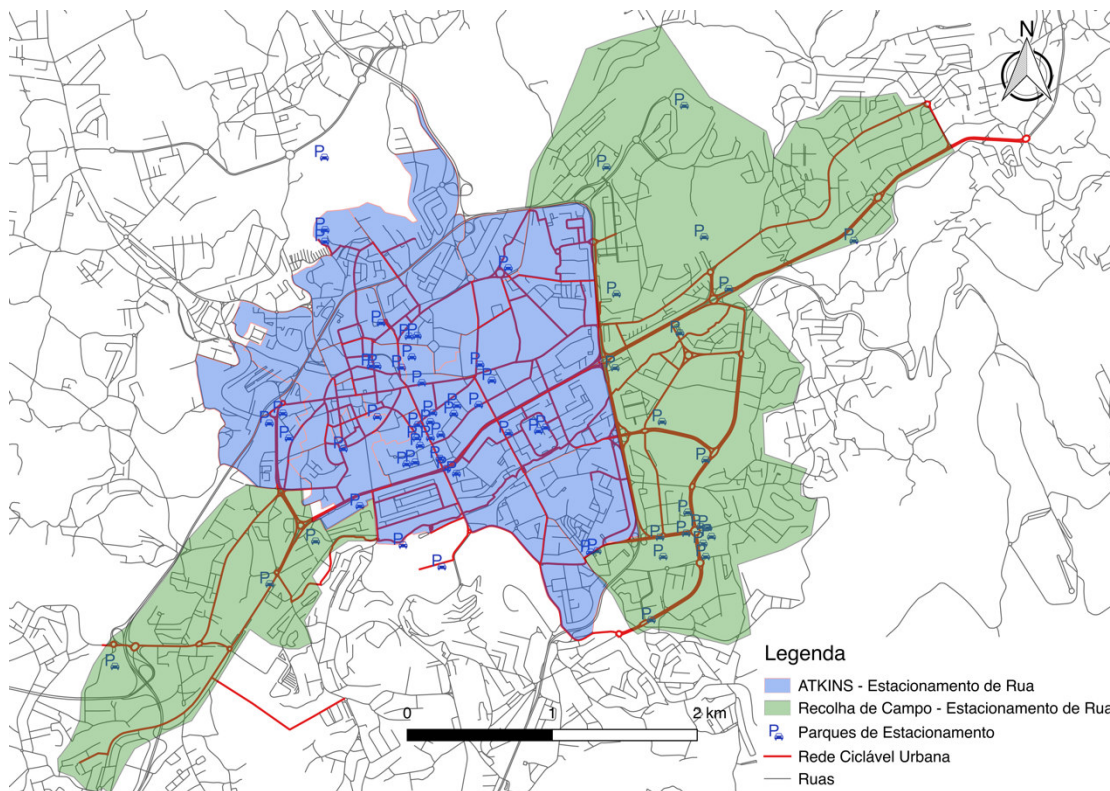 N
Legenda
ATKINS - Estacionamento de Rua
Recolha de Campo - Estacionamento de Rua
P Parques de Estacionamento
Rede Ciclável Urbana
Ruas
0 1 2 km